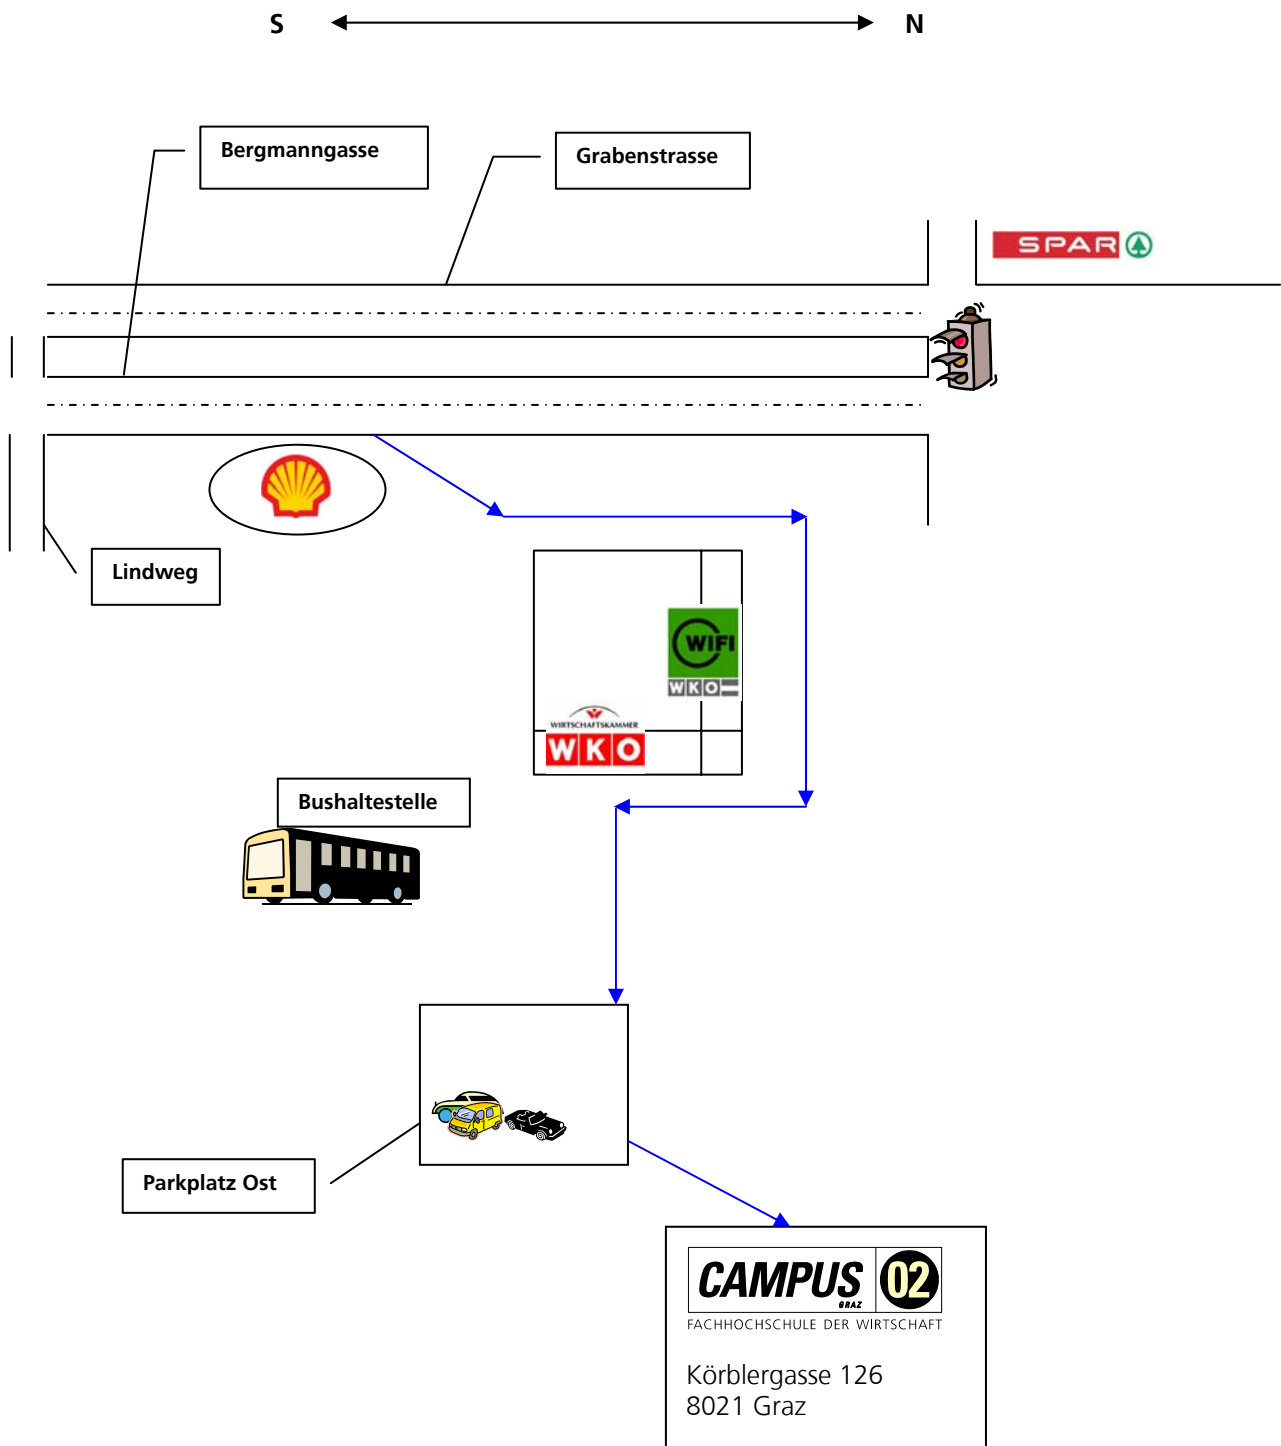 S N
Bergmanngasse
Grabenstrasse
SPAR
Lindweg
WIFI
WKO
WIRTSCHAFTSKAMMER
WKO
Bushaltestelle
Parkplatz Ost
CAMPUS 02
GRAZ
FACHHOCHSCHULE DER WIRTSCHAFT
Körblergasse 126
8021 Graz